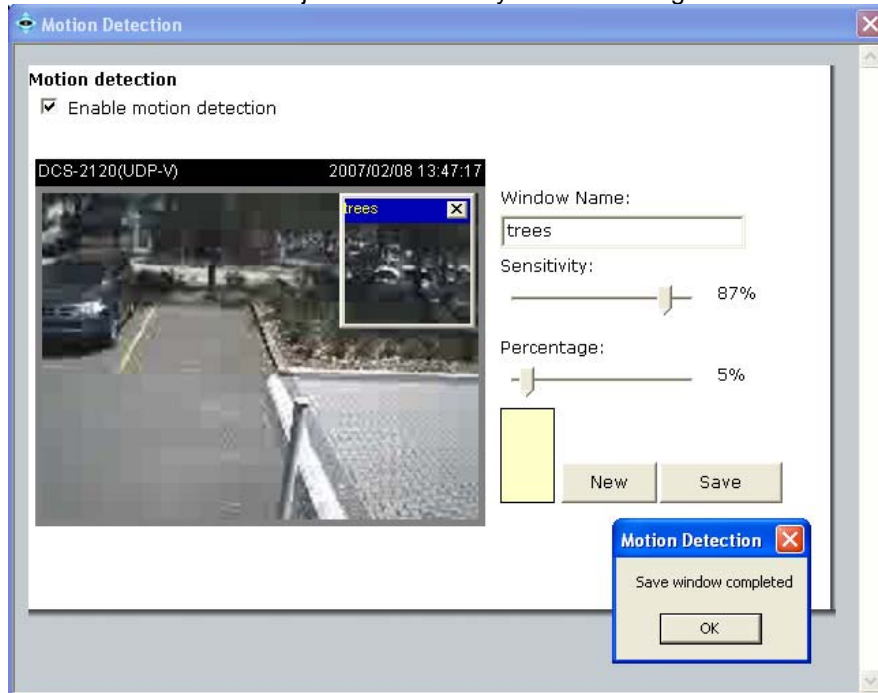 Motion Detection
Motion detection
Enable motion detection
DCS-2120(UDP-V) 2007/02/08 13:47:17
trees
Window Name:
trees
Sensitivity:
87%
Percentage:
5%
New Save
Motion Detection
Save window completed
OK